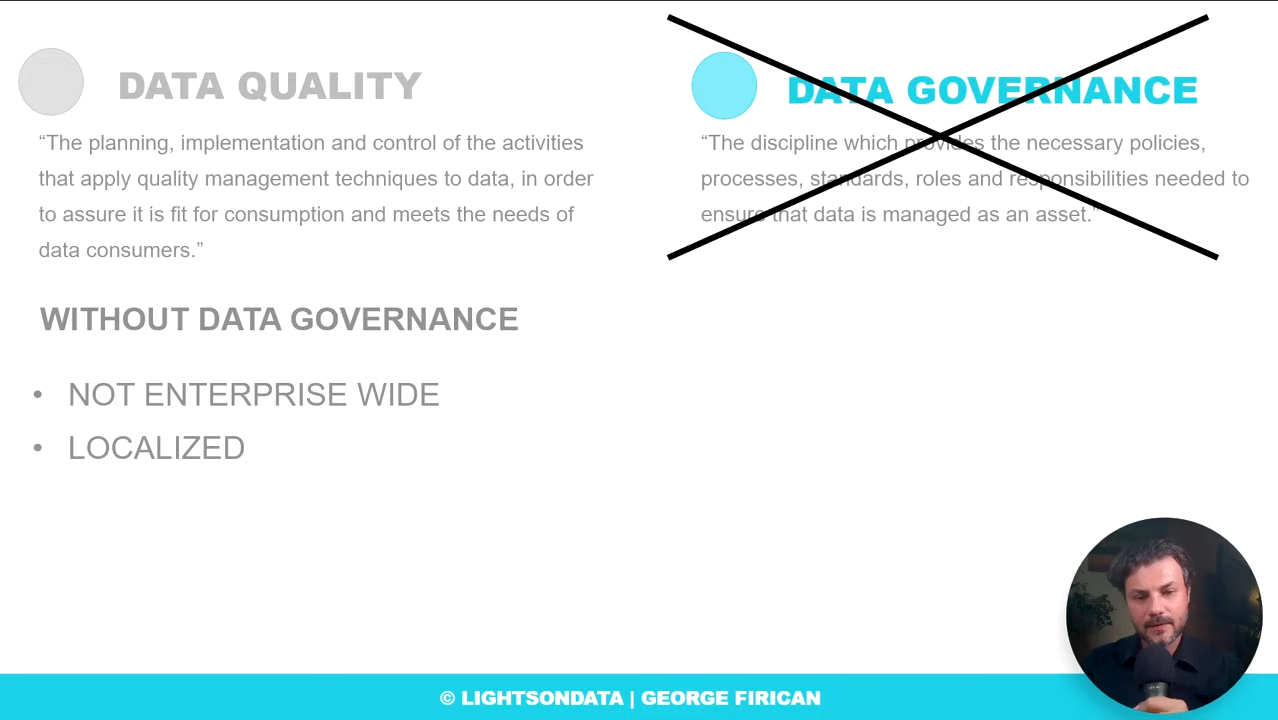 DATA QUALITY
“The planning, implementation and control of the activities
that apply quality management techniques to data, in order
to assure it is fit for consumption and meets the needs of
data consumers.”
WITHOUT DATA GOVERNANCE
• NOT ENTERPRISE WIDE
• LOCALIZED
DATA GOVERNANCE
“The discipline which provides the necessary policies,
processes, standards, roles and responsibilities needed to
ensure that data is managed as an asset.”
© LIGHTSONDATA | GEORGE FIRICAN